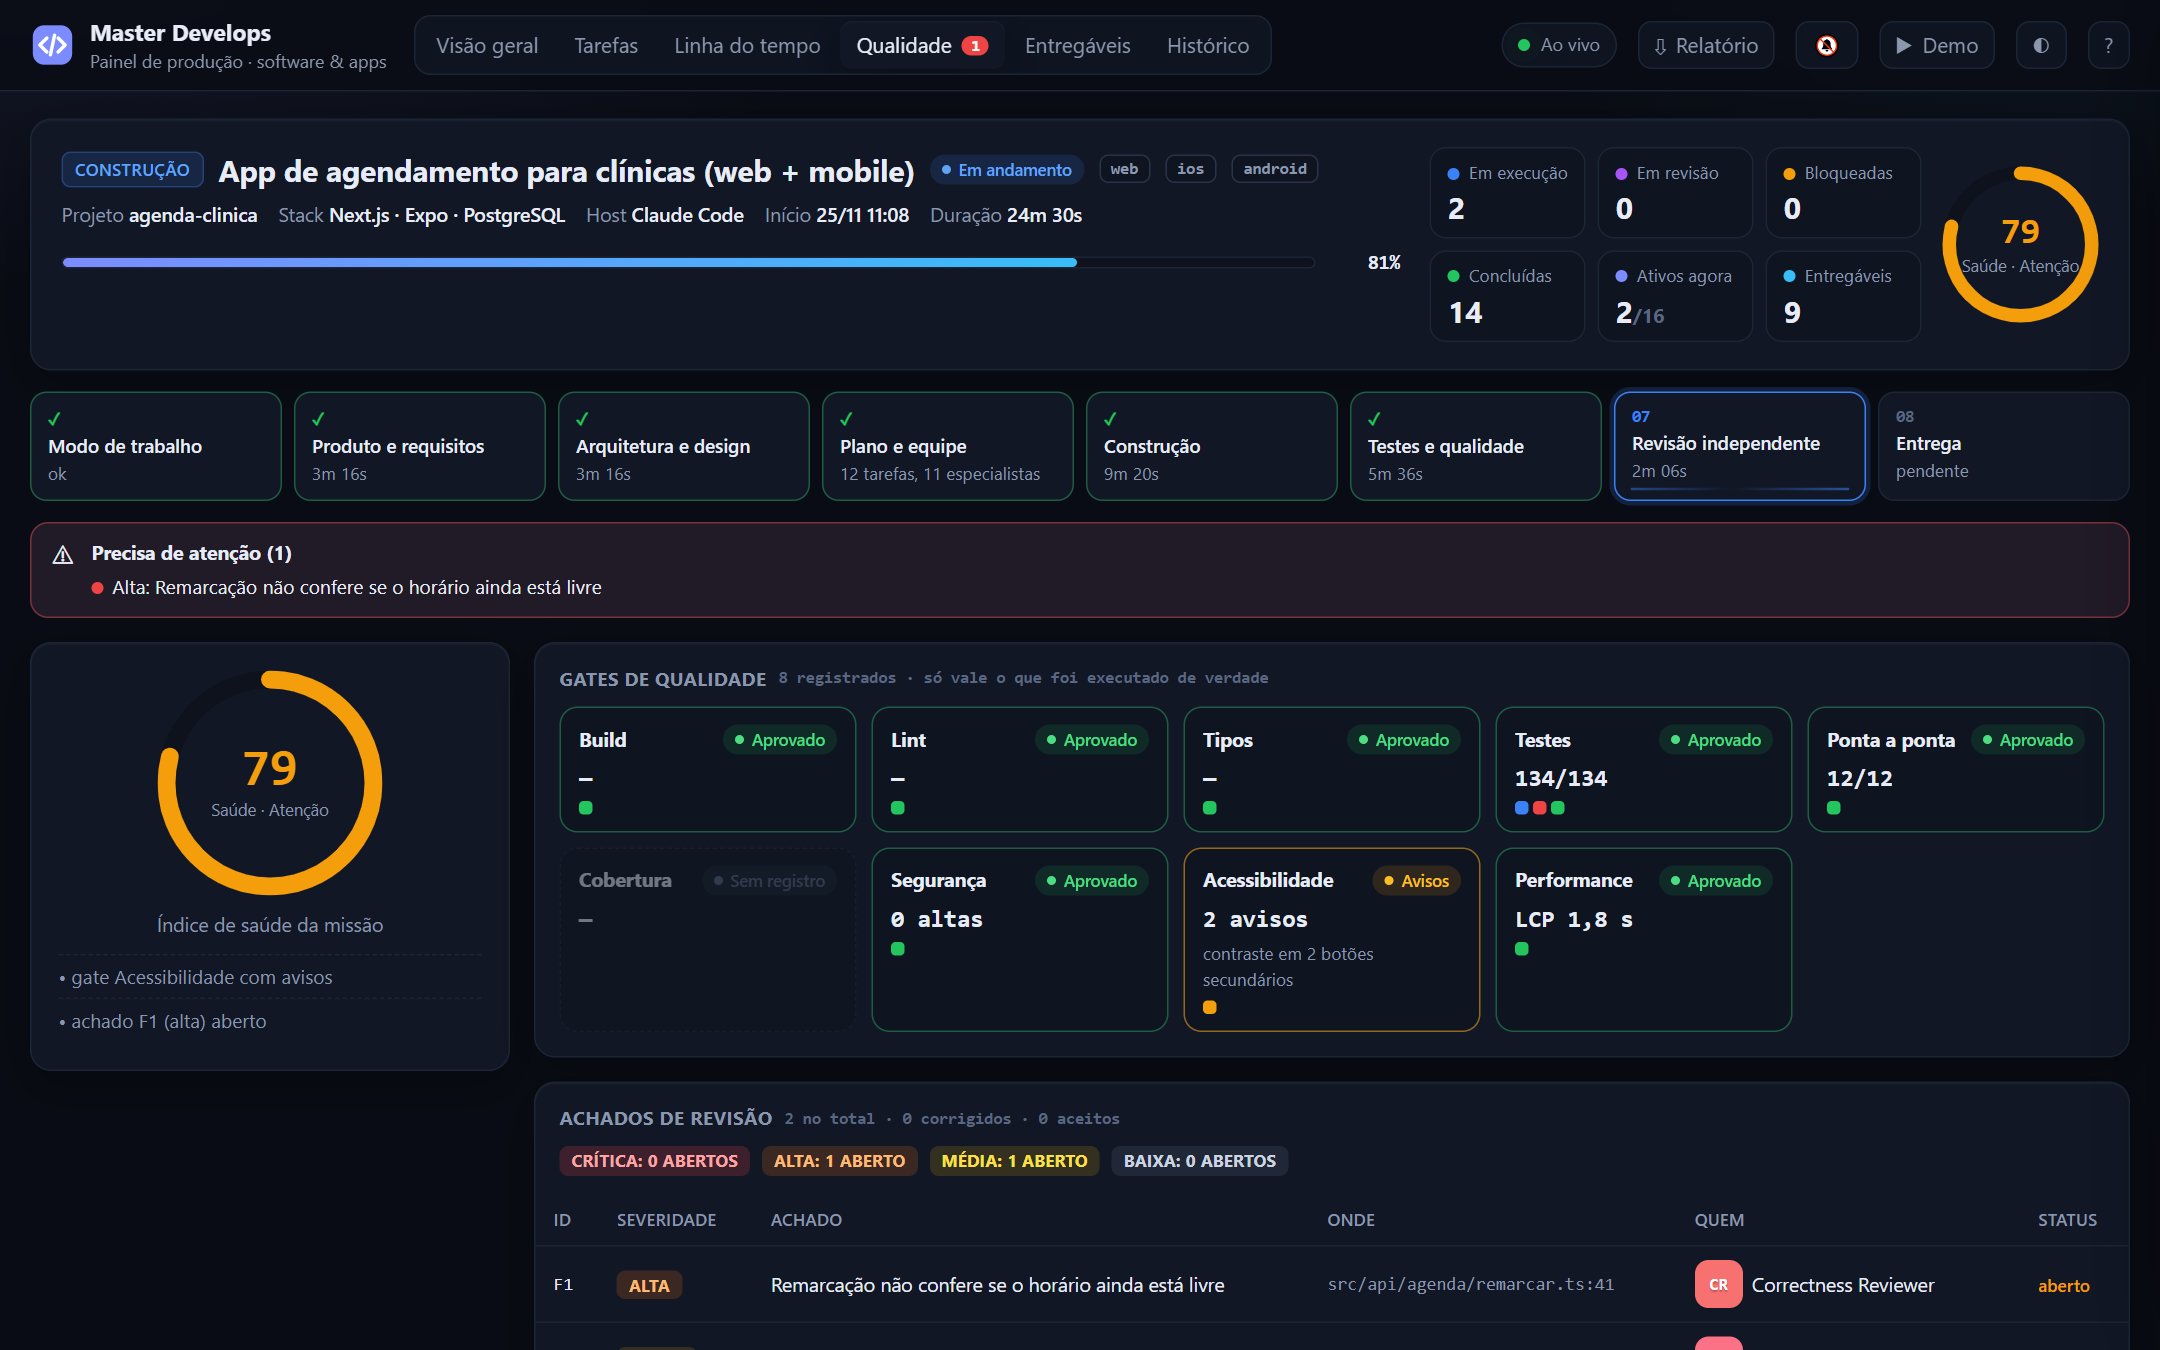 Master Develops
Painel de produção · software & apps
Visão geral
Tarefas
Linha do tempo
Qualidade 1
Entregáveis
Histórico
Ao vivo
⇩ Relatório
▶ Demo
?
CONSTRUÇÃO
App de agendamento para clínicas (web + mobile)
Em andamento
web
ios
android
Projeto agenda-clinica Stack Next.js · Expo · PostgreSQL Host Claude Code Início 25/11 11:08 Duração 24m 30s
81%
Em execução
2
Em revisão
0
Bloqueadas
0
Concluídas
14
Ativos agora
2/16
Entregáveis
9
79
Saúde · Atenção
✓
Modo de trabalho
ok
✓
Produto e requisitos
3m 16s
✓
Arquitetura e design
3m 16s
✓
Plano e equipe
12 tarefas, 11 especialistas
✓
Construção
9m 20s
✓
Testes e qualidade
5m 36s
07
Revisão independente
2m 06s
08
Entrega
pendente
⚠ Precisa de atenção (1)
Alta: Remarcação não confere se o horário ainda está livre
79
Saúde · Atenção
Índice de saúde da missão
• gate Acessibilidade com avisos
• achado F1 (alta) aberto
GATES DE QUALIDADE 8 registrados · só vale o que foi executado de verdade
Build Aprovado
—
Lint Aprovado
—
Tipos Aprovado
—
Testes Aprovado
134/134
Ponta a ponta Aprovado
12/12
Cobertura Sem registro
—
Segurança Aprovado
0 altas
Acessibilidade Avisos
2 avisos
contraste em 2 botões
secundários
Performance Aprovado
LCP 1,8 s
ACHADOS DE REVISÃO 2 no total · 0 corrigidos · 0 aceitos
CRÍTICA: 0 ABERTOS
ALTA: 1 ABERTO
MÉDIA: 1 ABERTO
BAIXA: 0 ABERTOS
ID SEVERIDADE ACHADO ONDE QUEM STATUS
F1 ALTA Remarcação não confere se o horário ainda está livre src/api/agenda/remarcar.ts:41 CR Correctness Reviewer aberto